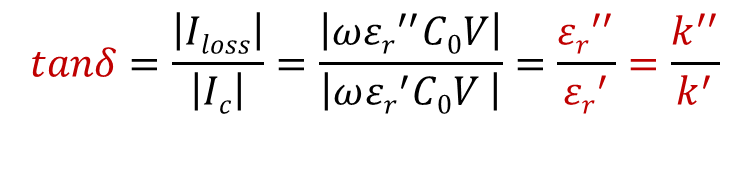 tanδ = |I_loss| / |I_c| = |ωε_r''C_0V| / |ωε_r'C_0V | = ε_r'' / ε_r' = k'' / k'